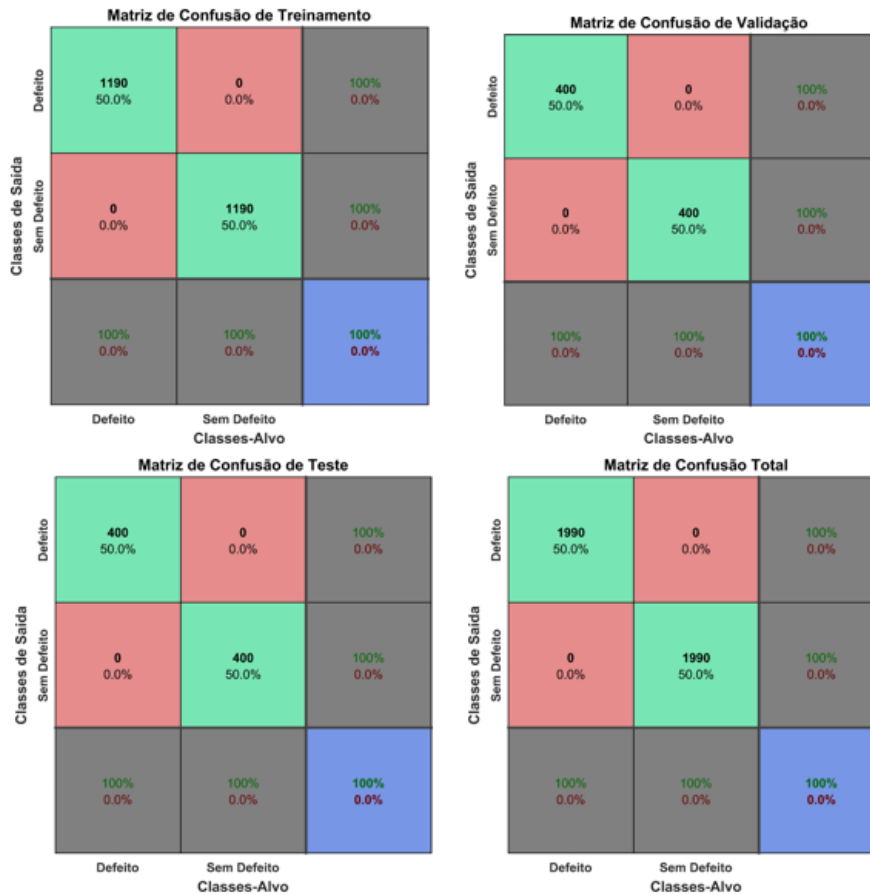 Matriz de Confusão de Treinamento
Defeito
1190
0
100%
50.0%
0.0%
0.0%
Classes de Saída
Sem Defeito
0
1190
100%
0.0%
50.0%
0.0%
100%
100%
100%
0.0%
0.0%
0.0%
Defeito
Sem Defeito
Classes-Alvo
Matriz de Confusão de Validação
Defeito
400
0
100%
50.0%
0.0%
0.0%
Classes de Saída
Sem Defeito
0
400
100%
0.0%
50.0%
0.0%
100%
100%
100%
0.0%
0.0%
0.0%
Defeito
Sem Defeito
Classes-Alvo
Matriz de Confusão de Teste
Defeito
400
0
100%
50.0%
0.0%
0.0%
Classes de Saída
Sem Defeito
0
400
100%
0.0%
50.0%
0.0%
100%
100%
100%
0.0%
0.0%
0.0%
Defeito
Sem Defeito
Classes-Alvo
Matriz de Confusão Total
Defeito
1990
0
100%
50.0%
0.0%
0.0%
Classes de Saída
Sem Defeito
0
1990
100%
0.0%
50.0%
0.0%
100%
100%
100%
0.0%
0.0%
0.0%
Defeito
Sem Defeito
Classes-Alvo